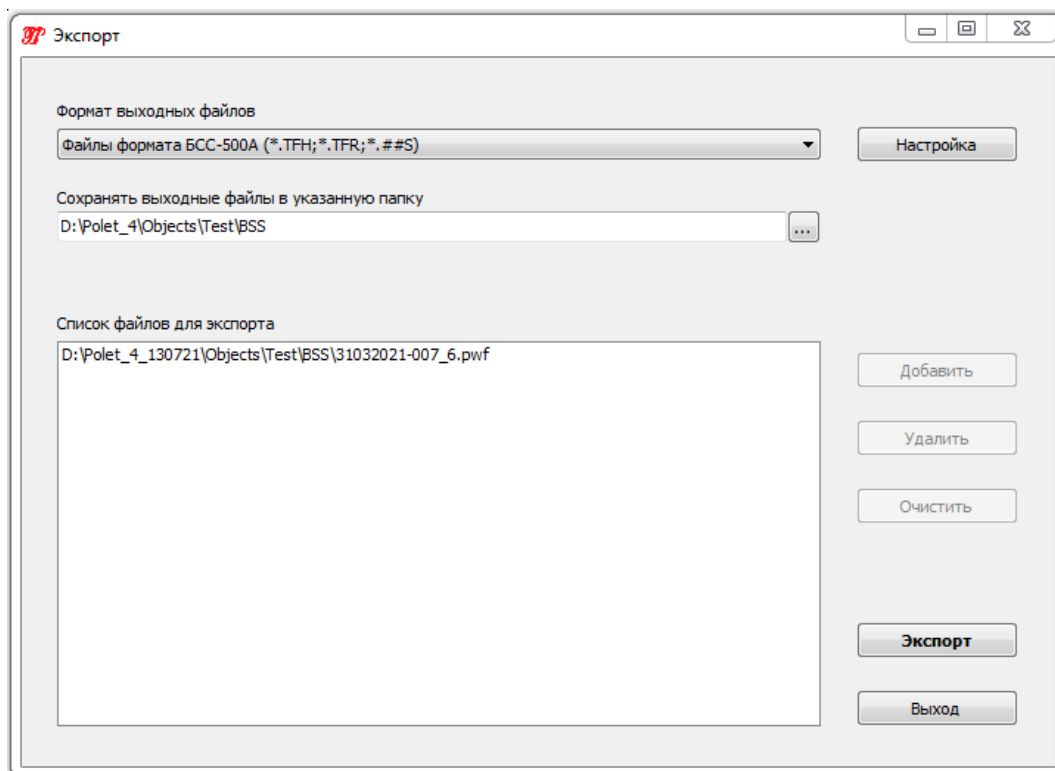 Экспорт
Формат выходных файлов
Файлы формата БСС-500А (*.TFH;*.TFR;*.##S)
Настройка
Сохранять выходные файлы в указанную папку
D:\Polet_4\Objects\Test\BSS
...
Список файлов для экспорта
D:\Polet_4_130721\Objects\Test\BSS\31032021-007_6.pwf
Добавить
Удалить
Очистить
Экспорт
Выход